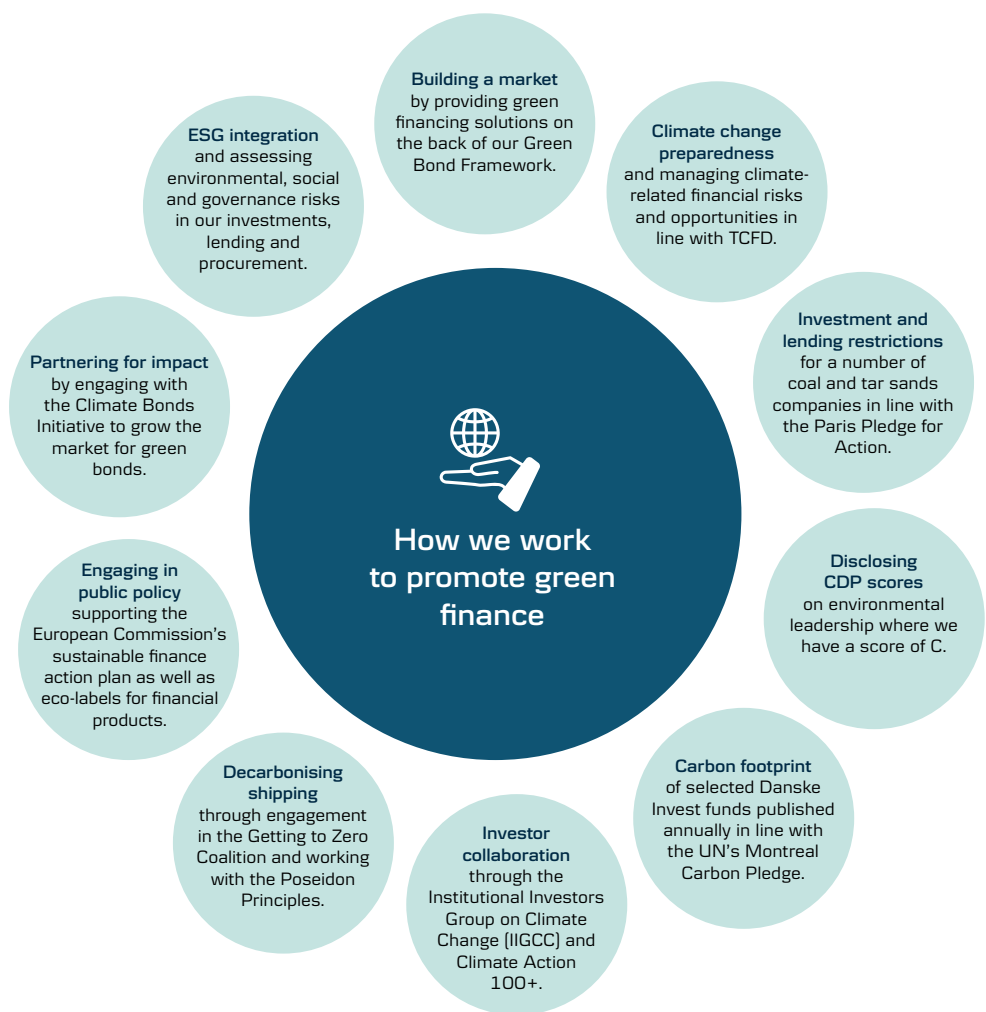 Building a market
by providing green
financing solutions on
the back of our Green
Bond Framework.
Climate change
preparedness
and managing climate-
related financial risks
and opportunities in
line with TCFD.
Investment and
lending restrictions
for a number of
coal and tar sands
companies in line with
the Paris Pledge for
Action.
Disclosing
CDP scores
on environmental
leadership where we
have a score of C.
Carbon footprint
of selected Danske
Invest funds published
annually in line with
the UN's Montreal
Carbon Pledge.
Investor
collaboration
through the
Institutional Investors
Group on Climate
Change (IIGCC) and
Climate Action
100+.
Decarbonising
shipping
through engagement
in the Getting to Zero
Coalition and working
with the Poseidon
Principles.
Engaging in
public policy
supporting the
European Commission's
sustainable finance
action plan as well as
eco-labels for financial
products.
Partnering for impact
by engaging with
the Climate Bonds
Initiative to grow the
market for green
bonds.
ESG integration
and assessing
environmental, social
and governance risks
in our investments,
lending and
procurement.
How we work
to promote green
finance